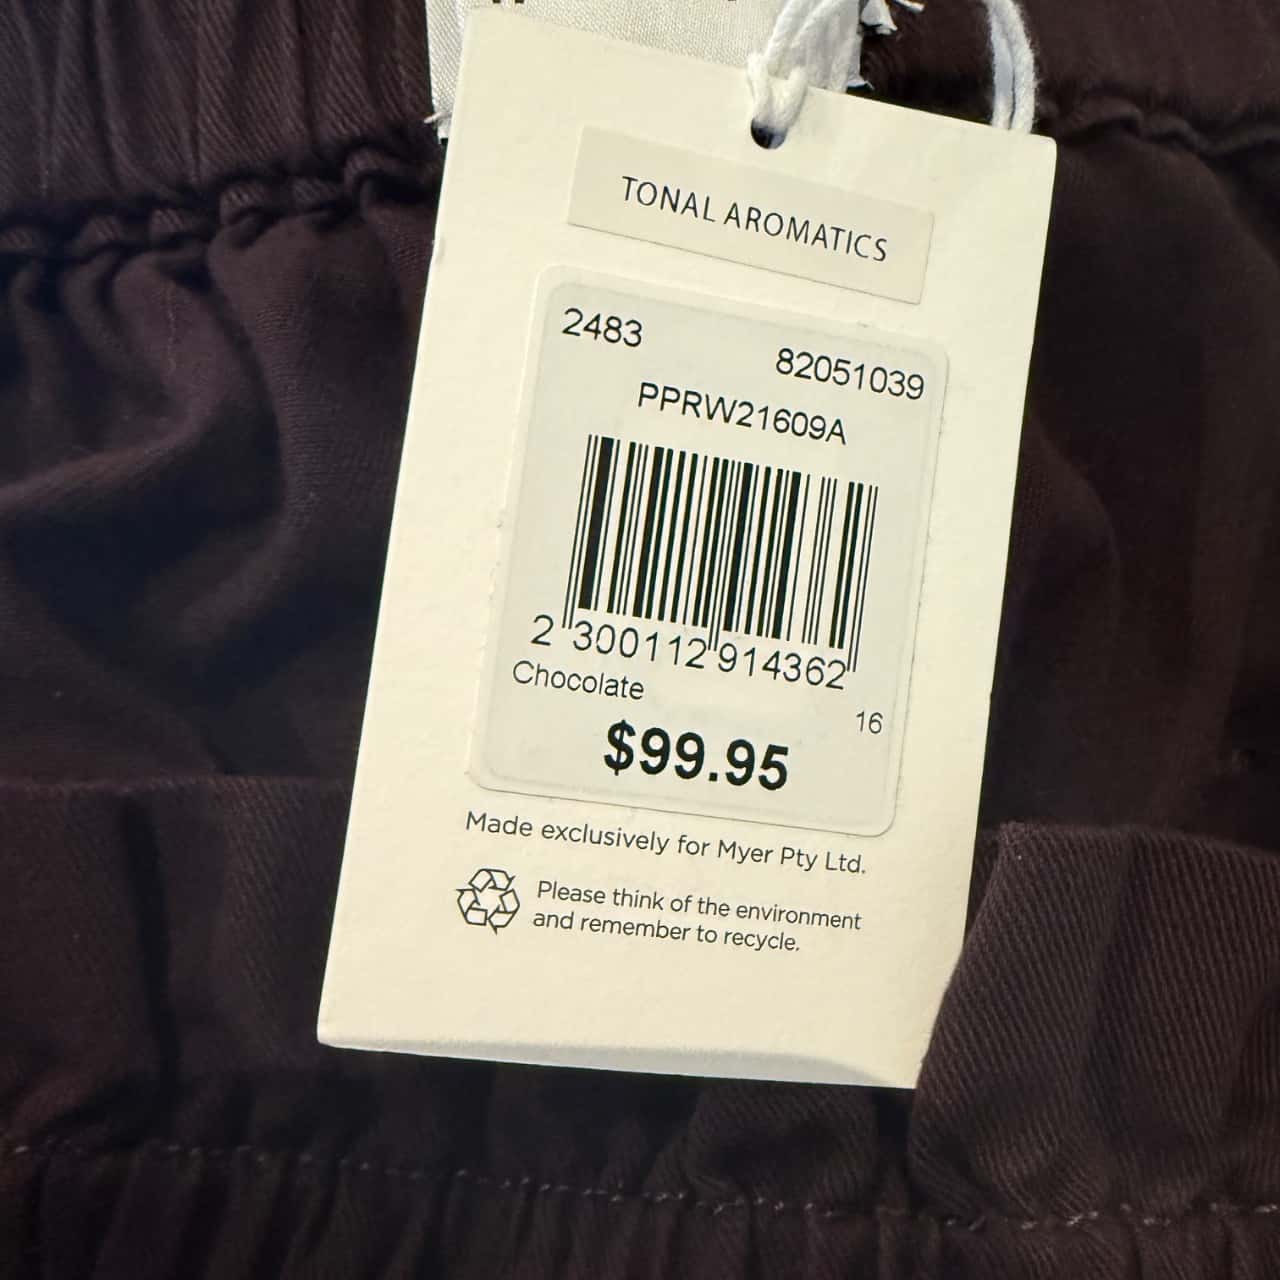 TONAL AROMATICS
2483
82051039
PPRW21609A
2 300112 914362
Chocolate
16
$99.95
Made exclusively for Myer Pty Ltd.
Please think of the environment
and remember to recycle.